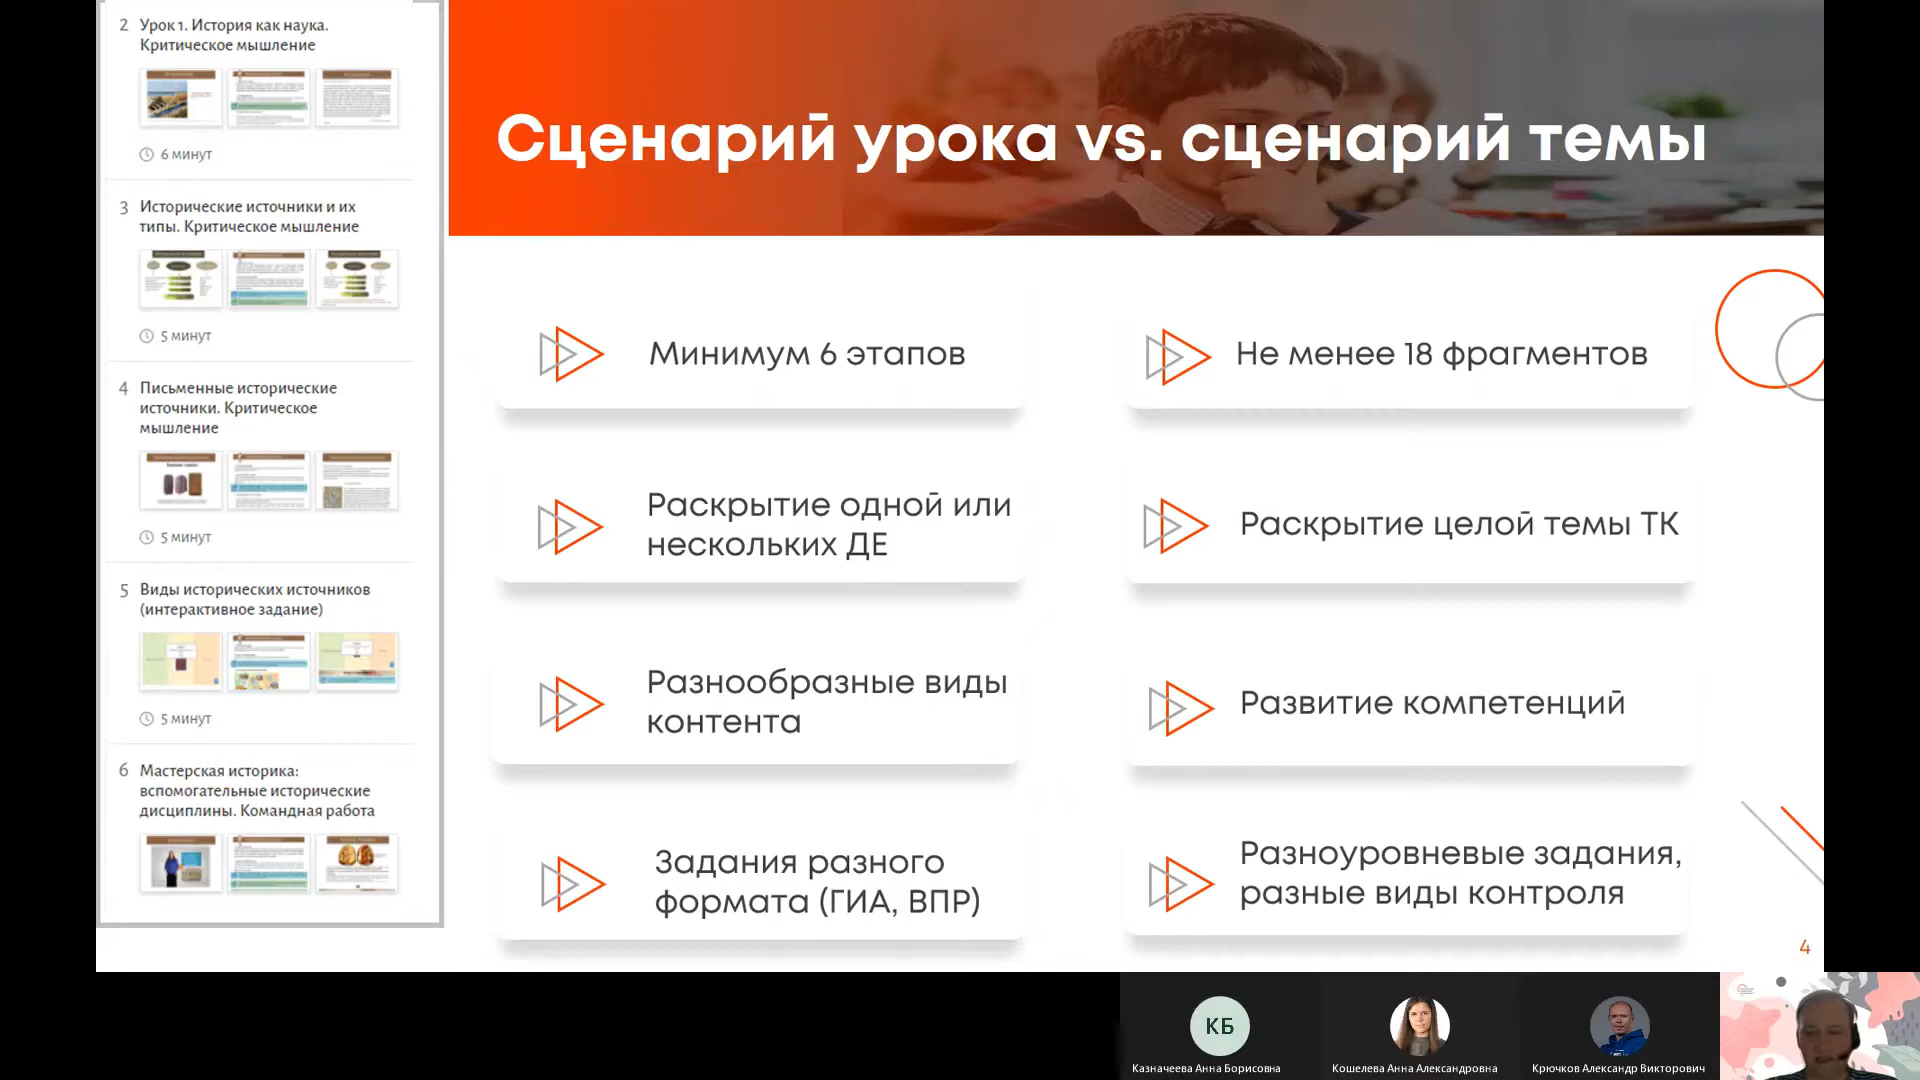 2 Урок 1. История как наука.
Критическое мышление
6 минут
3 Исторические источники и их
типы. Критическое мышление
5 минут
4 Письменные исторические
источники. Критическое
мышление
5 минут
5 Виды исторических источников
(интерактивное задание)
5 минут
6 Мастерская историка:
вспомогательные исторические
дисциплины. Командная работа
Сценарий урока vs. сценарий темы
Минимум 6 этапов
Не менее 18 фрагментов
Раскрытие одной или
нескольких ДЕ
Раскрытие целой темы ТК
Разнообразные виды
контента
Развитие компетенций
Задания разного
формата (ГИА, ВПР)
Разноуровневые задания,
разные виды контроля
4
КБ
Казначеева Анна Борисовна
Кошелева Анна Александровна
Крючков Александр Викторович